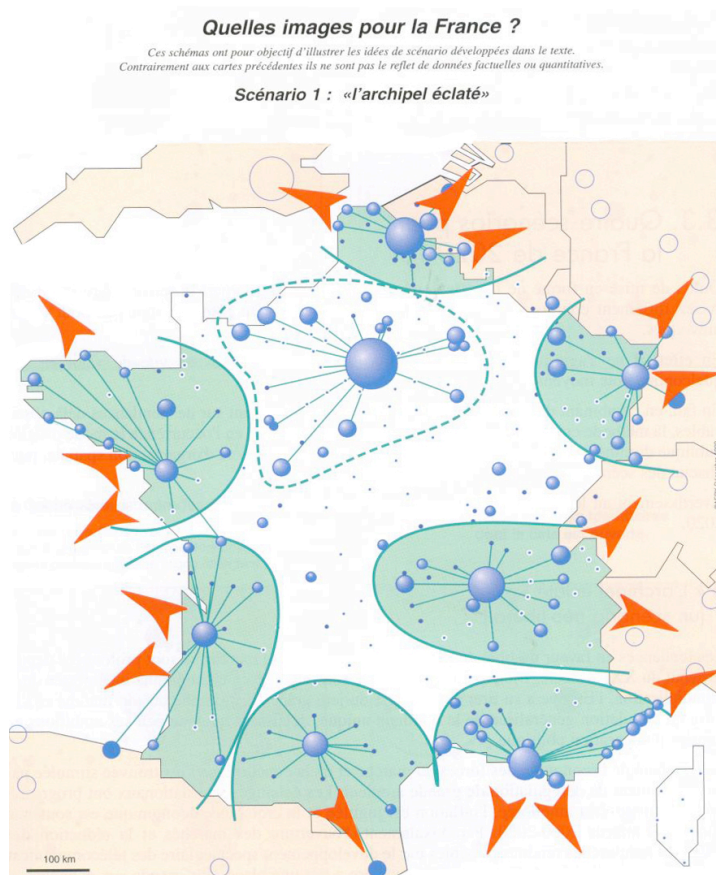 Quelles images pour la France ?
Ces schémas ont pour objectif d'illustrer les idées de scénario développées dans le texte.
Contrairement aux cartes précédentes ils ne sont pas le reflet de données factuelles ou quantitatives.
Scénario 1 : «l'archipel éclaté»
100 km